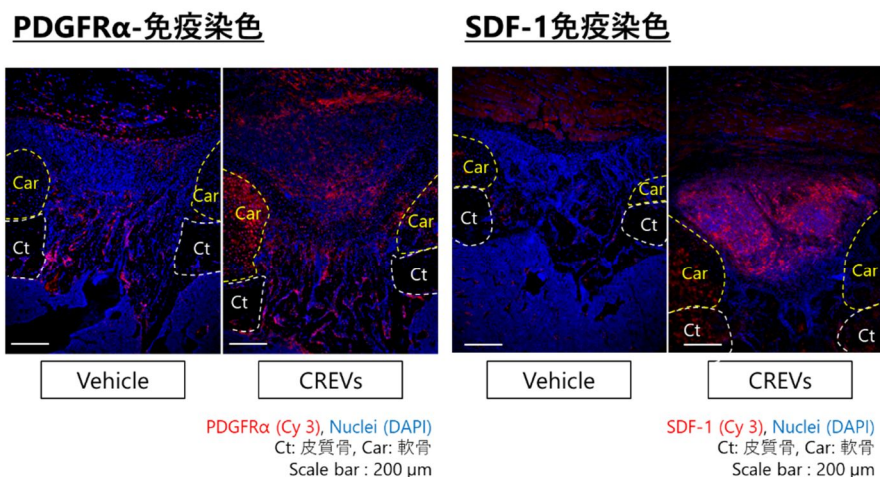 PDGFRα-免疫染色
SDF-1免疫染色
Car
Car
Ct
Ct
Car
Car
Ct
Ct
Car
Car
Ct
Ct
Car
Car
Ct
Ct
Vehicle
CREVs
Vehicle
CREVs
PDGFRα (Cy 3), Nuclei (DAPI)
Ct: 皮質骨, Car: 軟骨
Scale bar : 200 μm
SDF-1 (Cy 3), Nuclei (DAPI)
Ct: 皮質骨, Car: 軟骨
Scale bar : 200 μm